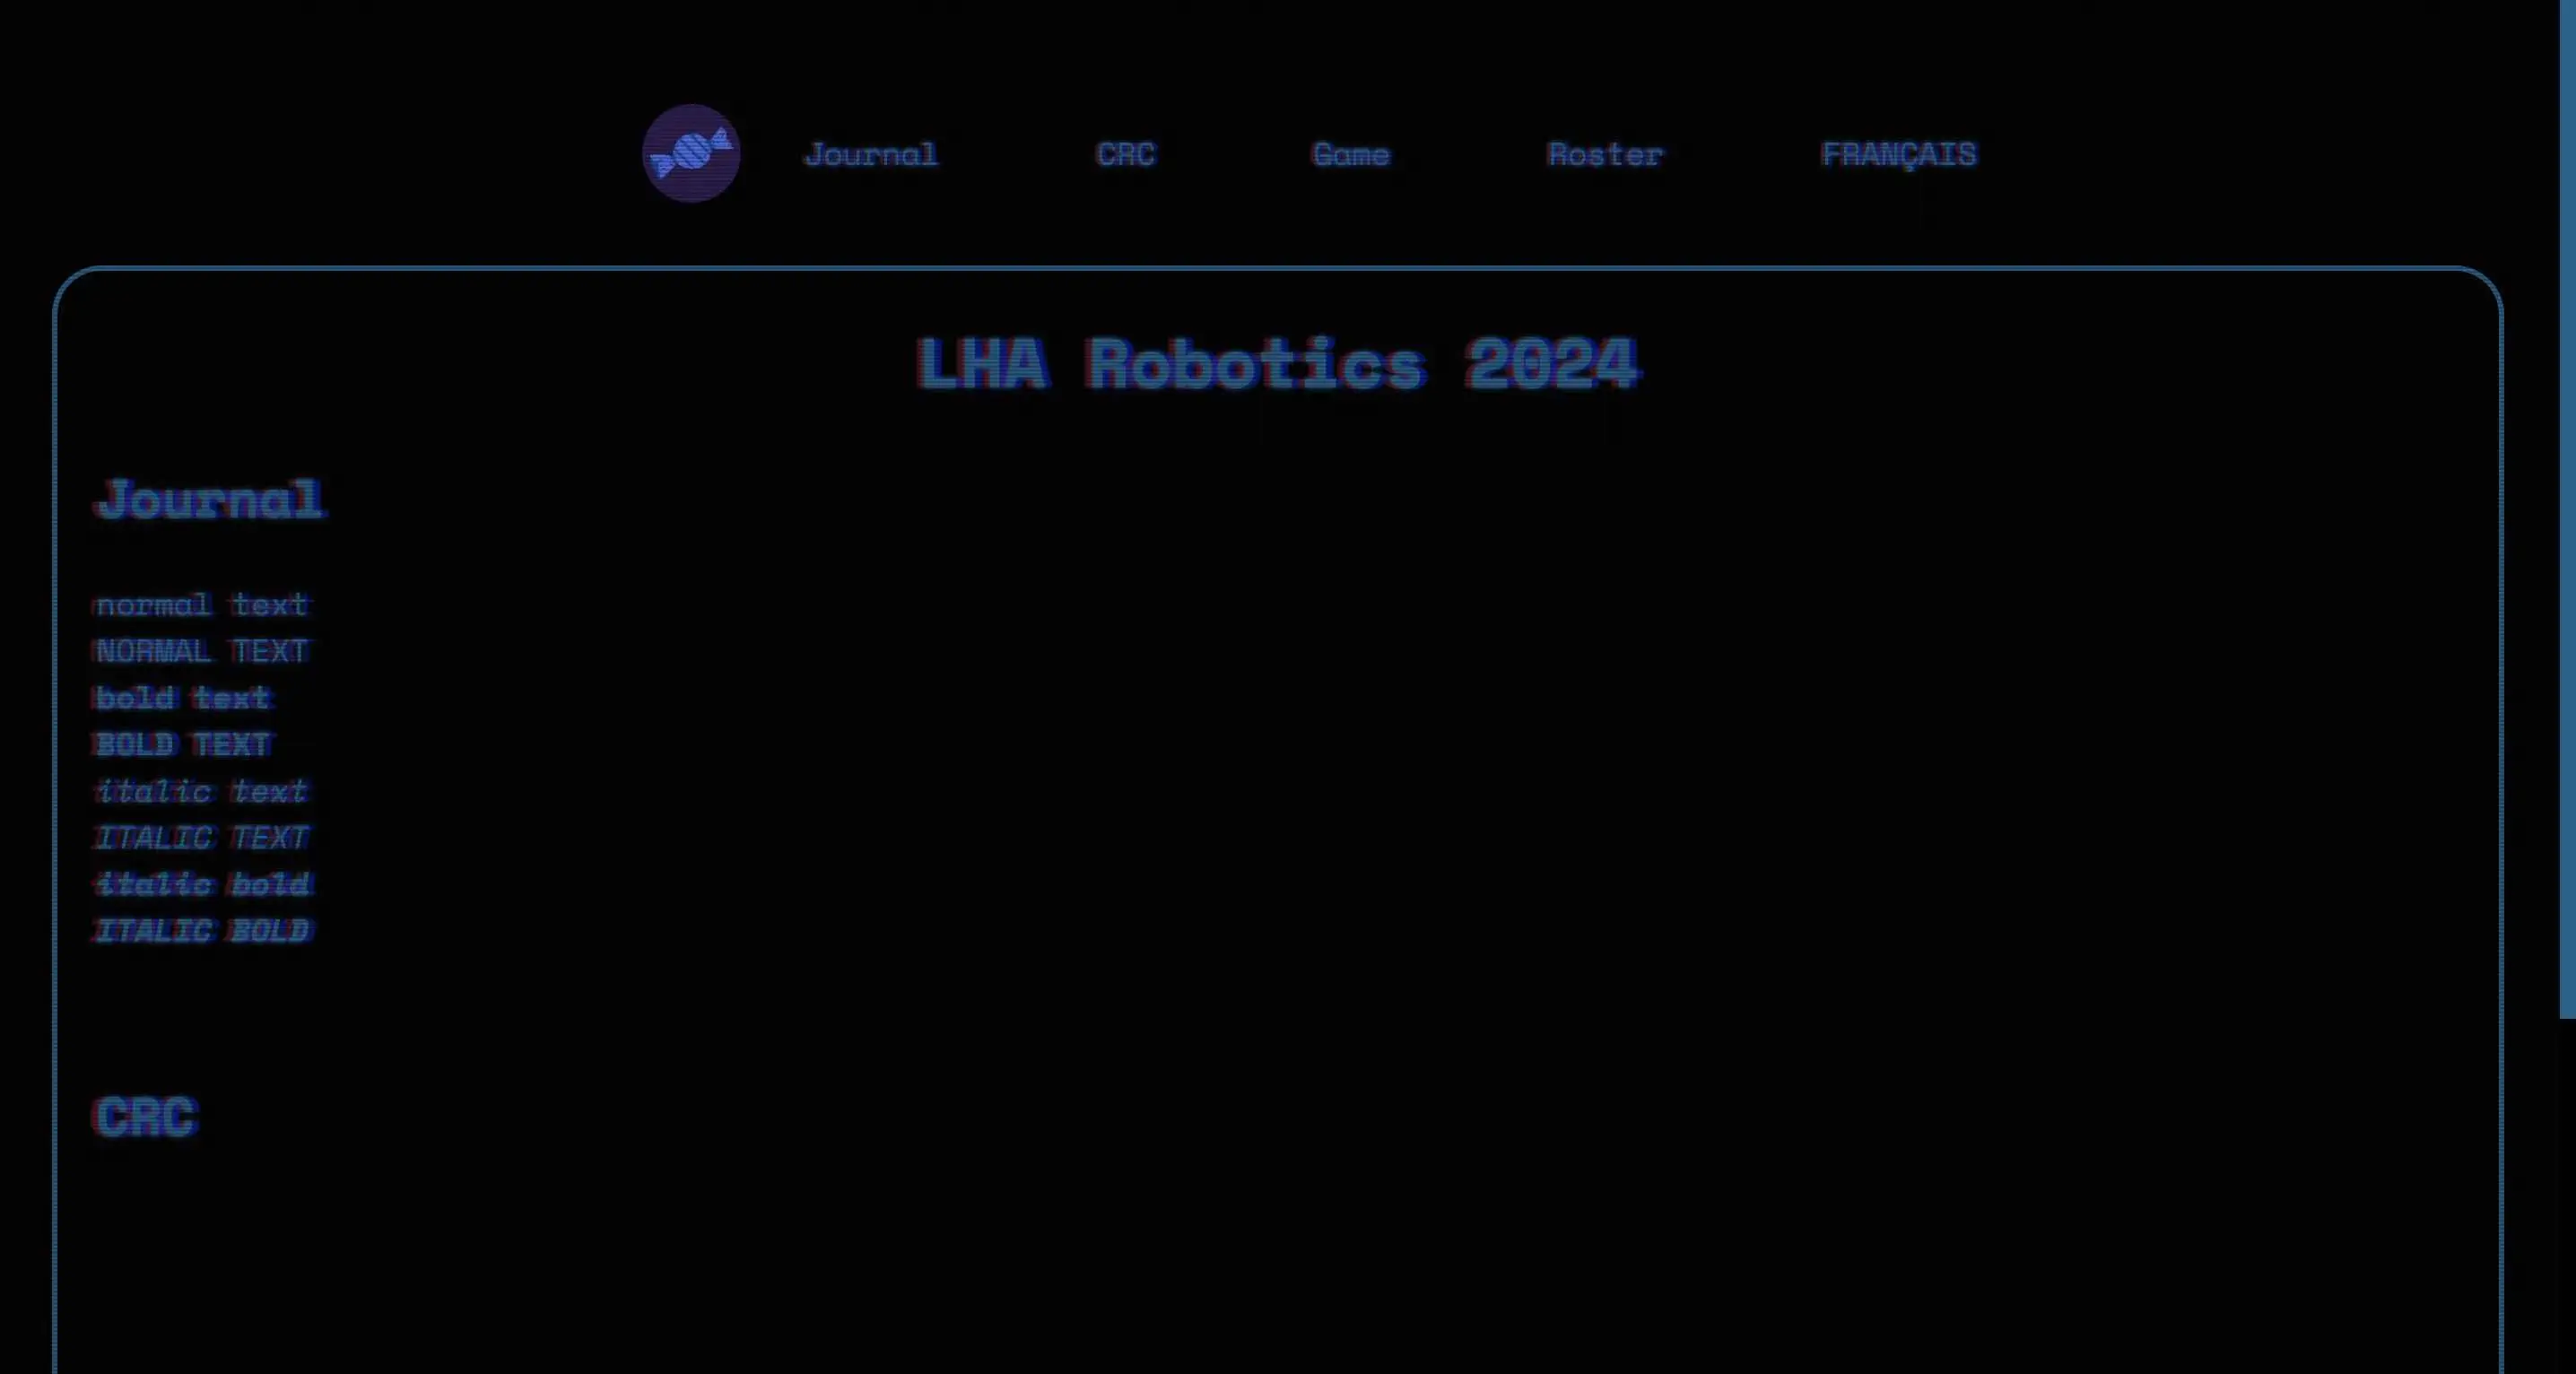 Journal CRC Game Roster FRANÇAIS
LHA Robotics 2024
Journal
normal text
NORMAL TEXT
bold text
BOLD TEXT
italic text
ITALIC TEXT
italic bold
ITALIC BOLD
CRC